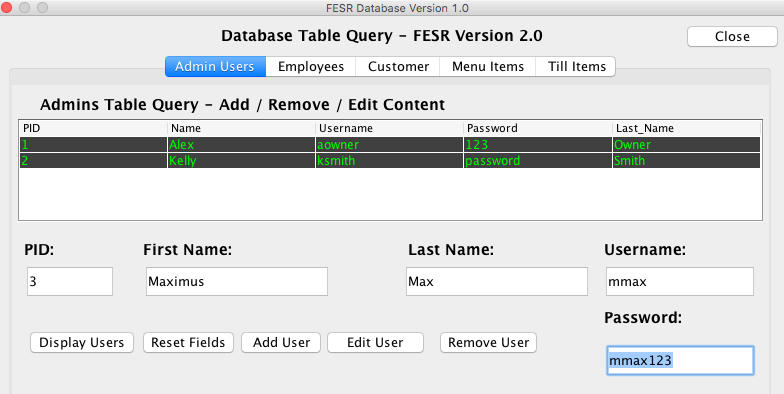 FESR Database Version 1.0
Database Table Query - FESR Version 2.0
Close
Admin Users Employees Customer Menu Items Till Items
Admins Table Query - Add / Remove / Edit Content
PID Name Username Password Last_Name
1 Alex aowner 123 Owner
2 Kelly ksmith password Smith
PID: First Name: Last Name: Username:
3 Maximus Max mmax
Password:
Display Users Reset Fields Add User Edit User Remove User
mmax123